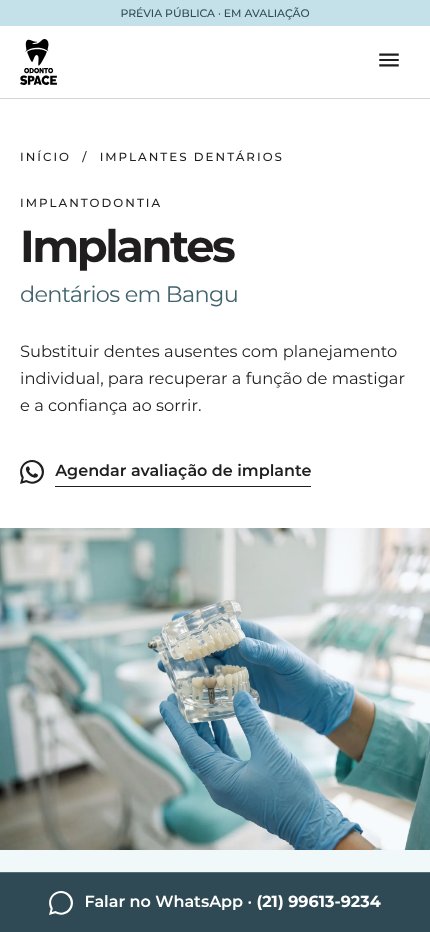 PRÉVIA PÚBLICA · EM AVALIAÇÃO
ODONTO
SPACE
INÍCIO / IMPLANTES DENTÁRIOS
IMPLANTODONTIA
Implantes
dentários em Bangu
Substituir dentes ausentes com planejamento
individual, para recuperar a função de mastigar
e a confiança ao sorrir.
Agendar avaliação de implante
Falar no WhatsApp · (21) 99613-9234